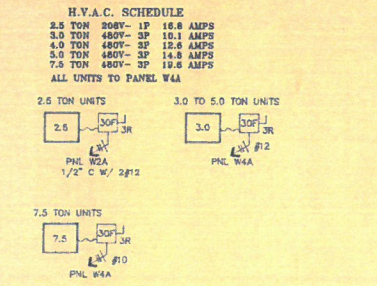 H.V.A.C. SCHEDULE
2.5 TON 208V- 1P 16.8 AMPS
3.0 TON 480V- 3P 10.1 AMPS
4.0 TON 480V- 3P 12.6 AMPS
5.0 TON 480V- 3P 14.8 AMPS
7.5 TON 480V- 3P 19.6 AMPS
ALL UNITS TO PANEL W4A
2.5 TON UNITS
2.5
30F
3R
PNL W2A
1/2" C W/ 2#12
3.0 TO 5.0 TON UNITS
3.0
30F
3R
#12
PNL W4A
7.5 TON UNITS
7.5
30F
3R
#10
PNL W4A